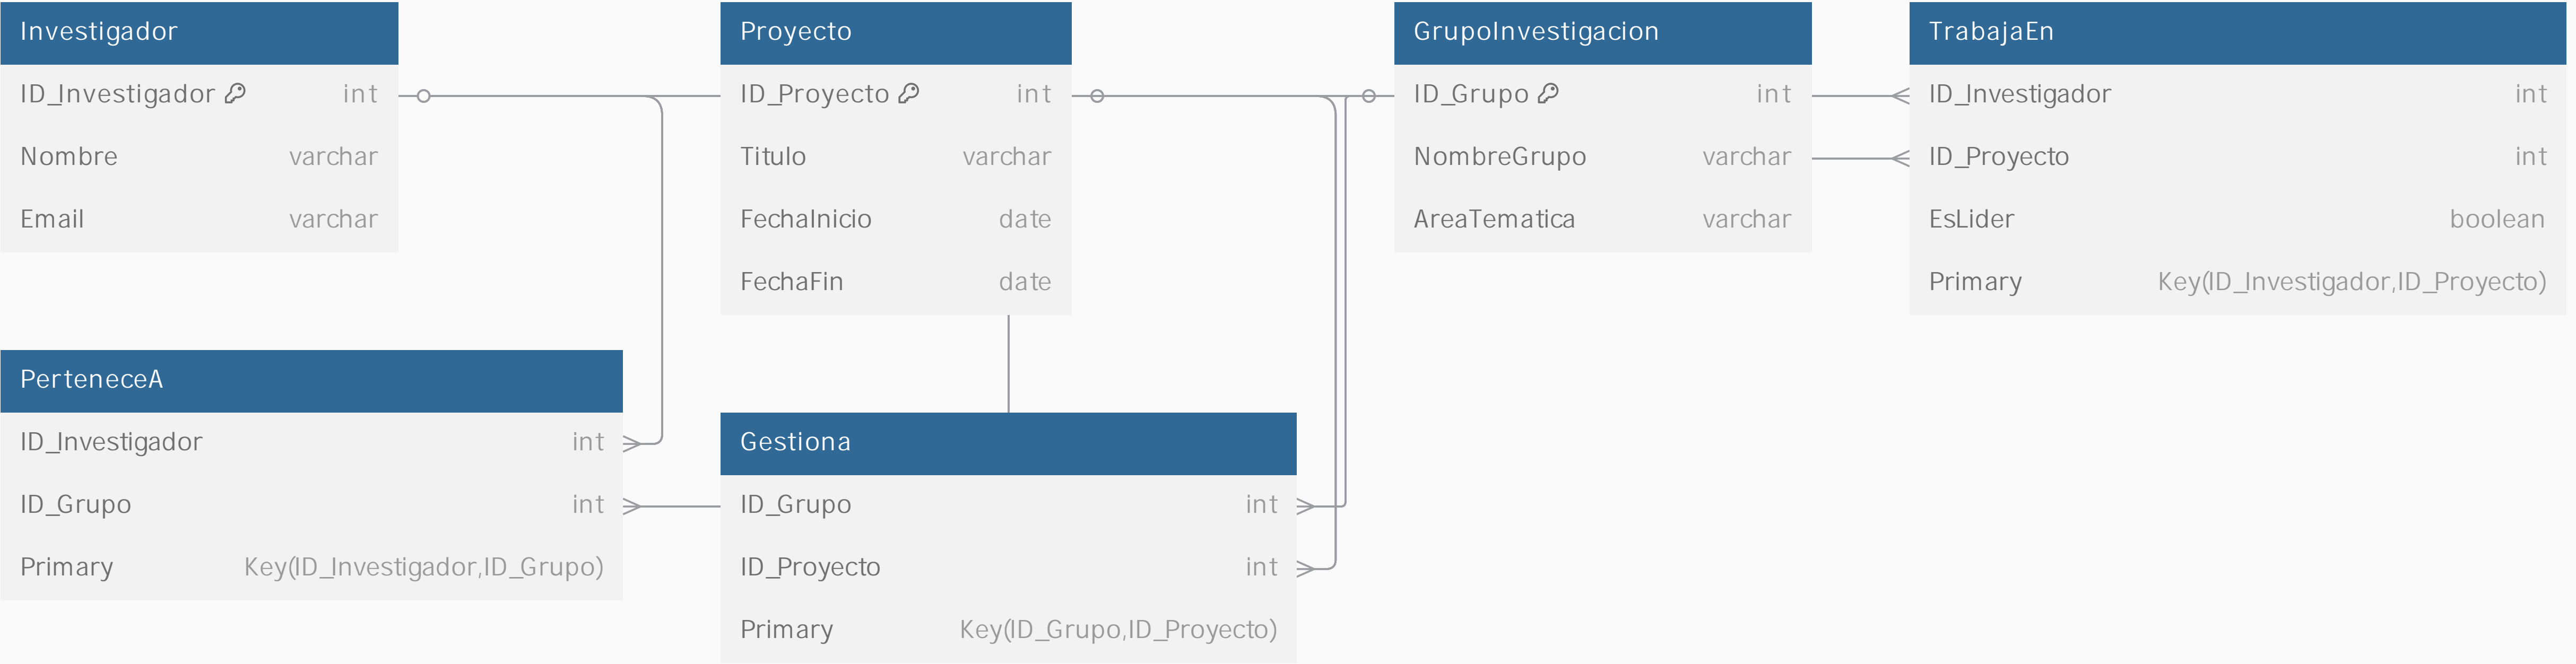 Investigador
ID_Investigador int
Nombre varchar
Email varchar
Proyecto
ID_Proyecto int
Titulo varchar
FechaInicio date
FechaFin date
GrupoInvestigacion
ID_Grupo int
NombreGrupo varchar
AreaTematica varchar
TrabajaEn
ID_Investigador int
ID_Proyecto int
EsLider boolean
Primary Key(ID_Investigador,ID_Proyecto)
PerteneceA
ID_Investigador int
ID_Grupo int
Primary Key(ID_Investigador,ID_Grupo)
Gestiona
ID_Grupo int
ID_Proyecto int
Primary Key(ID_Grupo,ID_Proyecto)